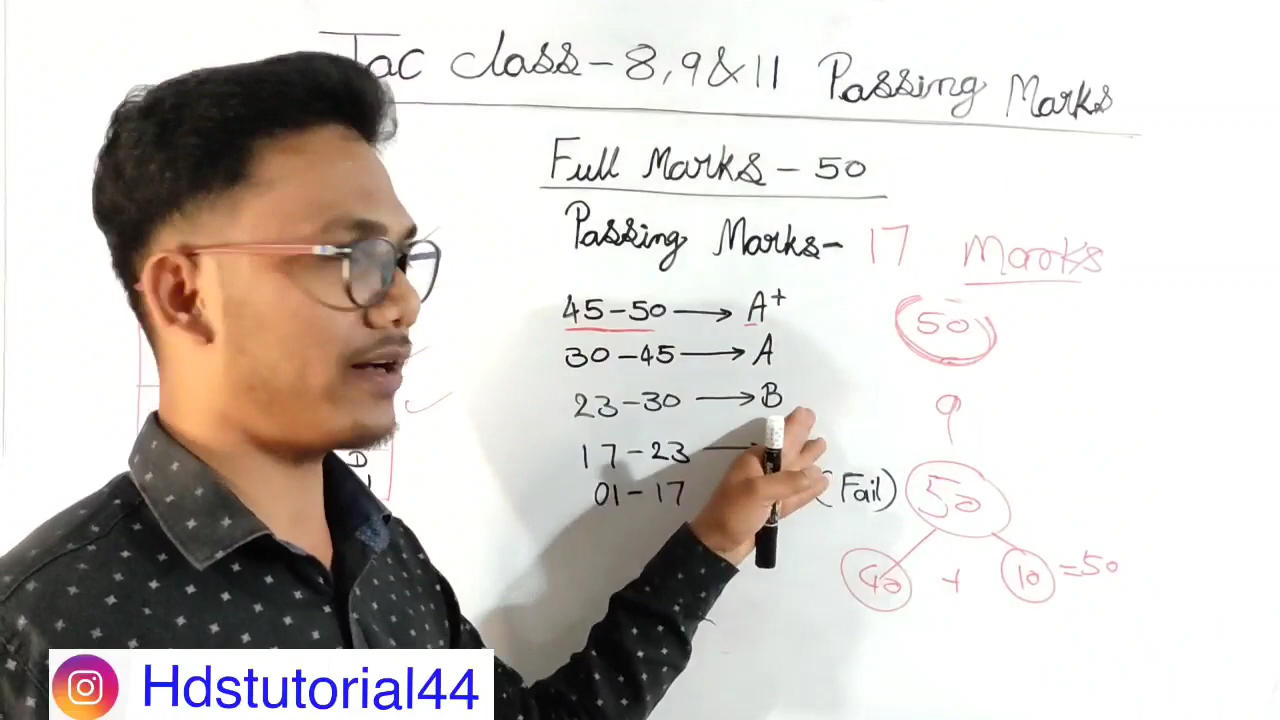 Jac class - 8, 9 & 11 Passing Marks
Full Marks - 50
Passing Marks - 17 Marks
45 - 50 → A+
50
30 - 45 → A
23 - 30 → B
9
17 - 23 →
D
01 - 17 (Fail) 50
40 + 10 = 50
Hdstutorial44